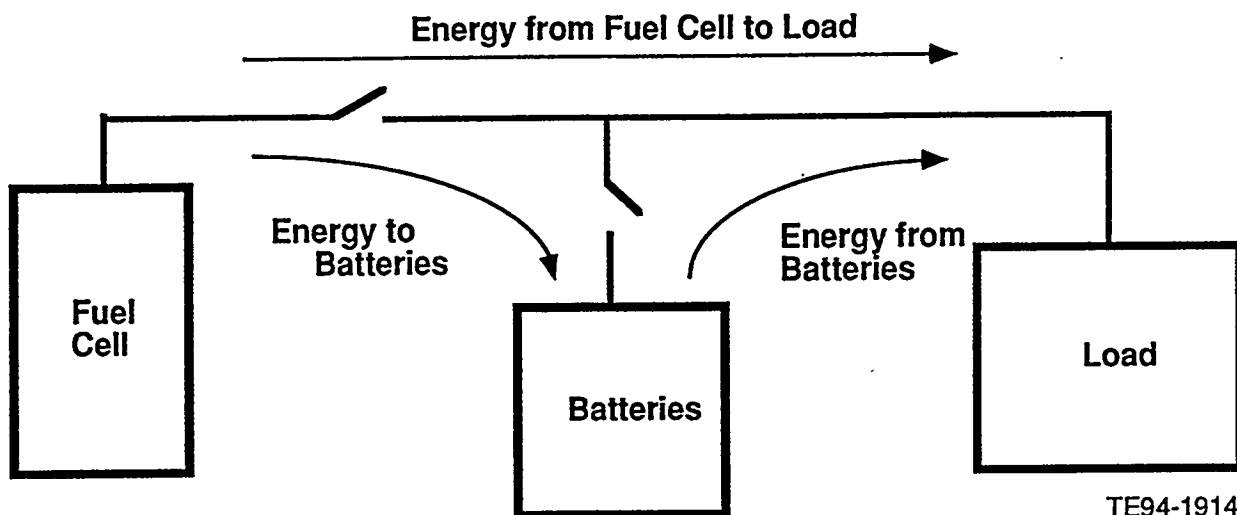 Energy from Fuel Cell to Load
Energy to
Batteries
Energy from
Batteries
Fuel
Cell
Batteries
Load
TE94-1914